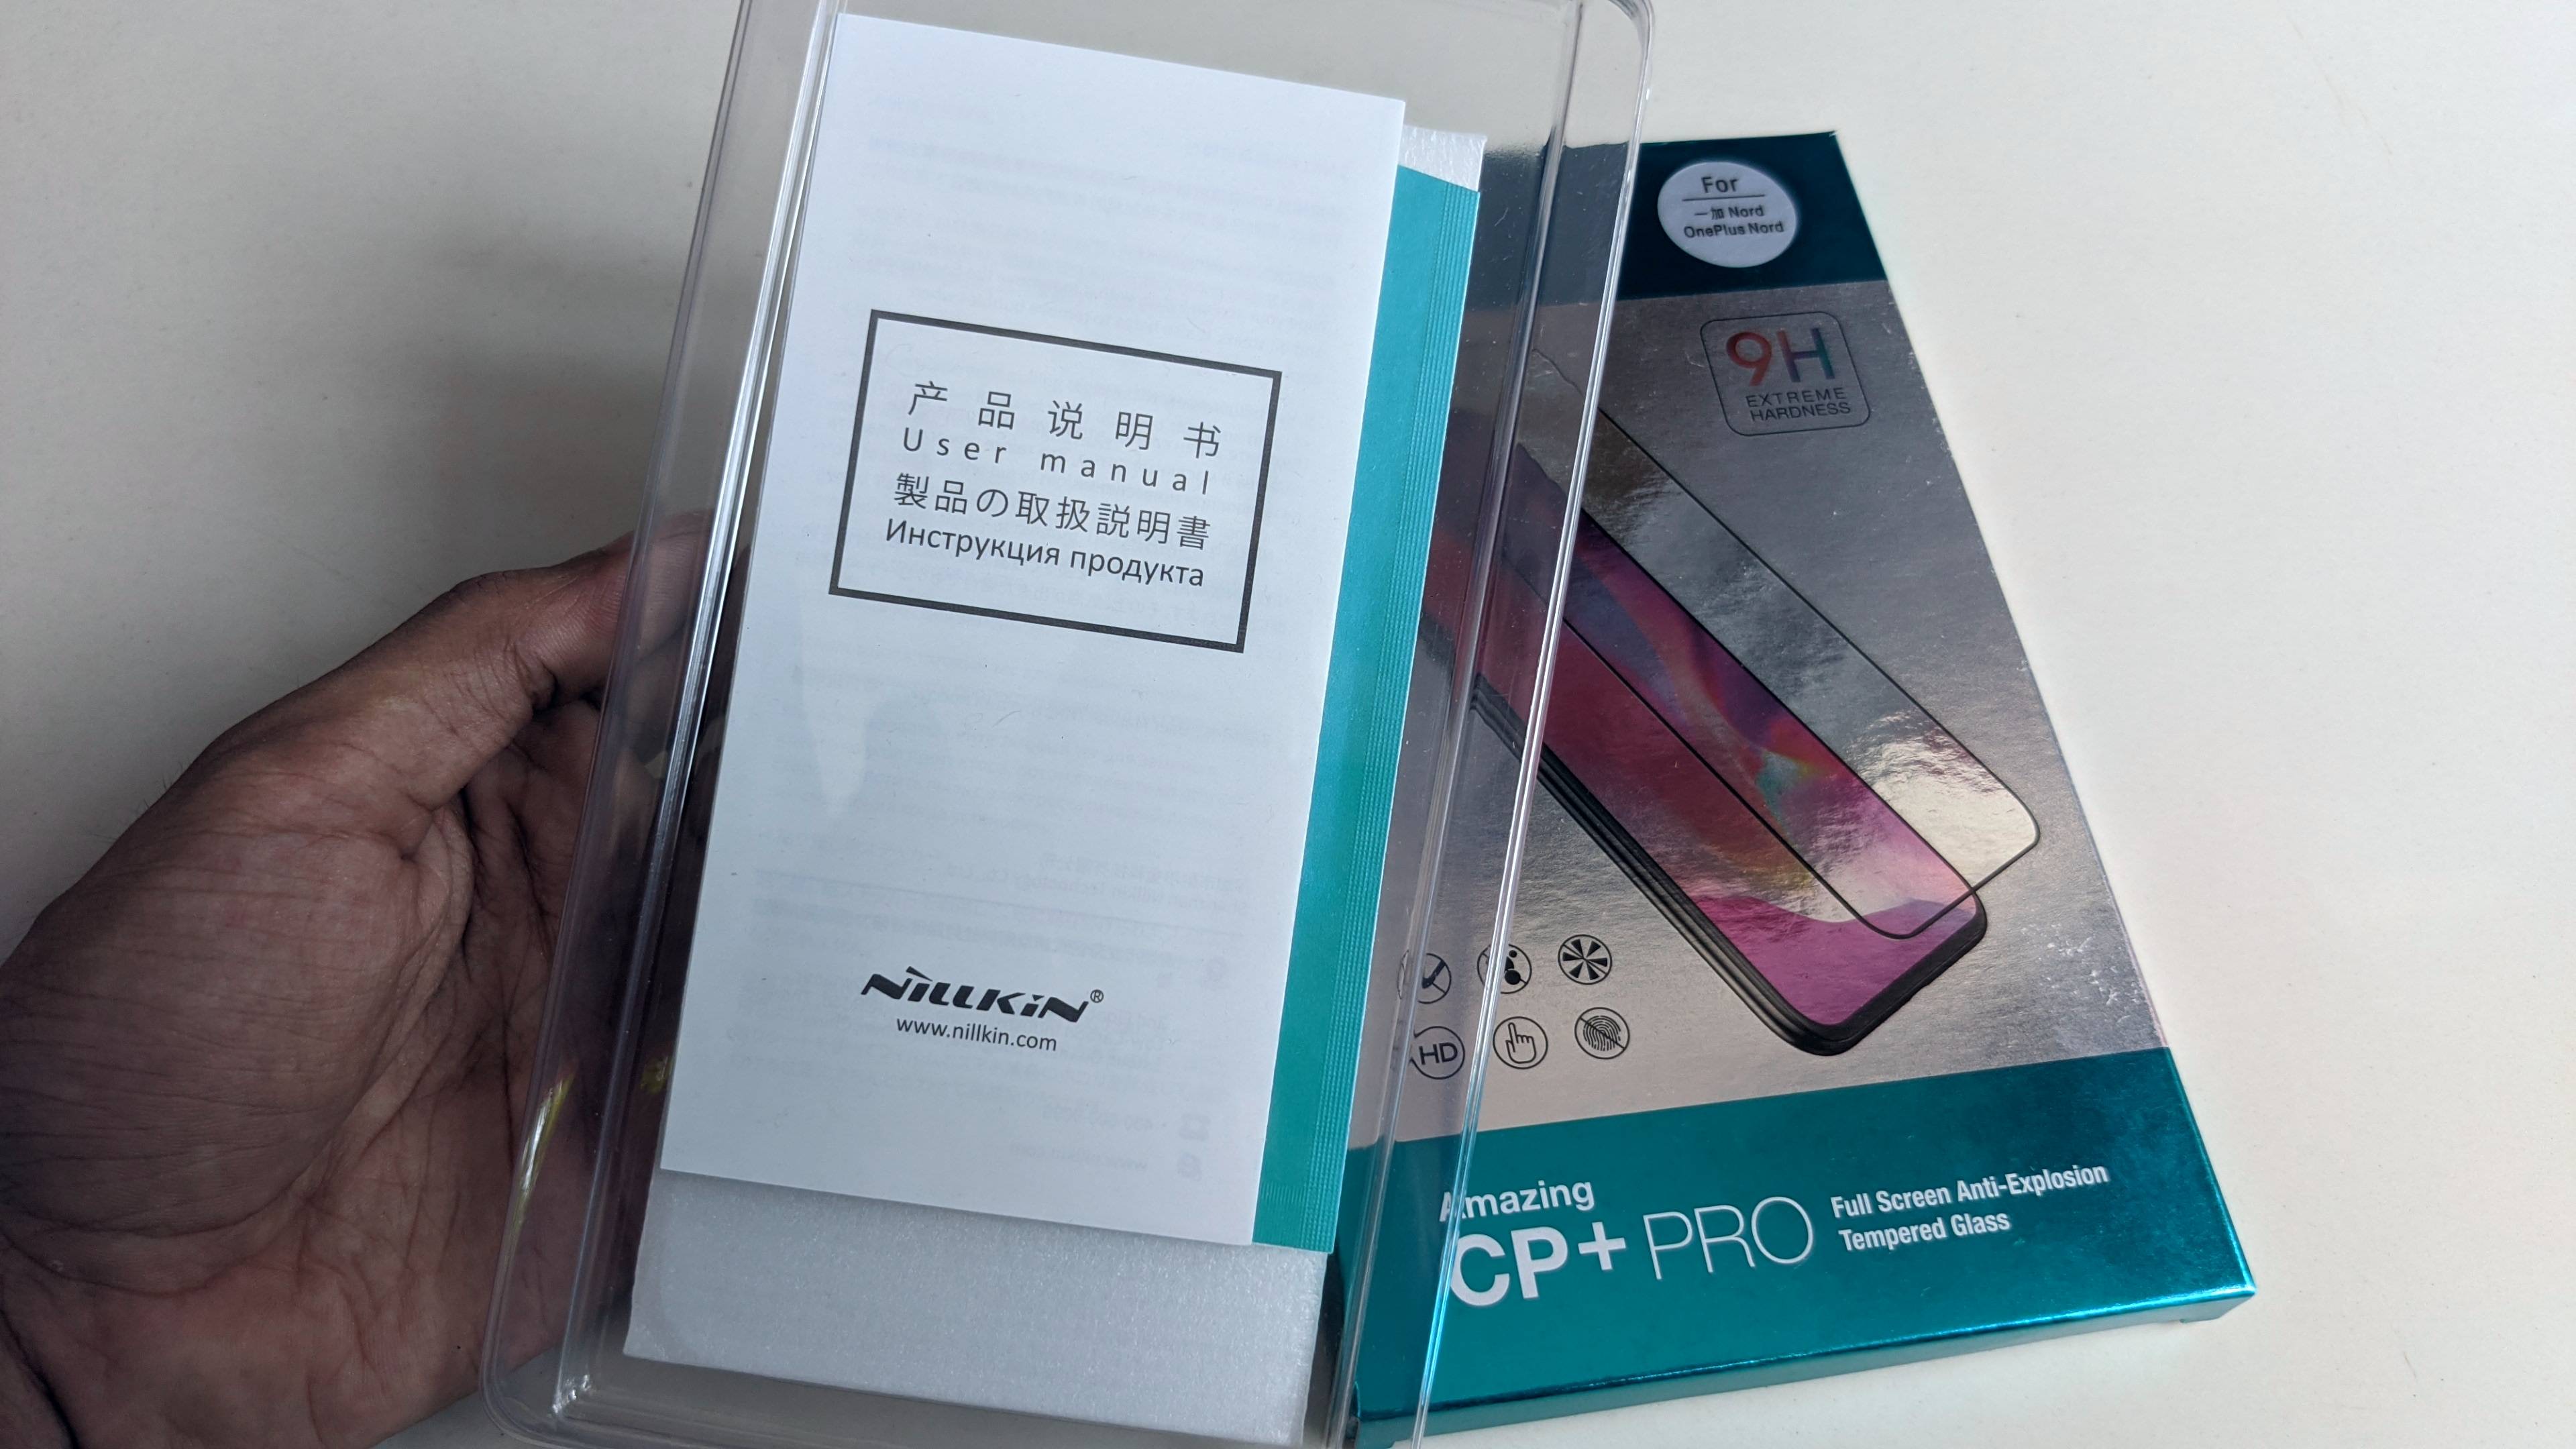 产品说明书
User manual
製品の取扱説明書
Инструкция продукта
NiLLKiN®
www.nillkin.com
For
一加 Nord
OnePlus Nord
9H
EXTREME
HARDNESS
HD
Amazing
CP+ PRO
Full Screen Anti-Explosion
Tempered Glass